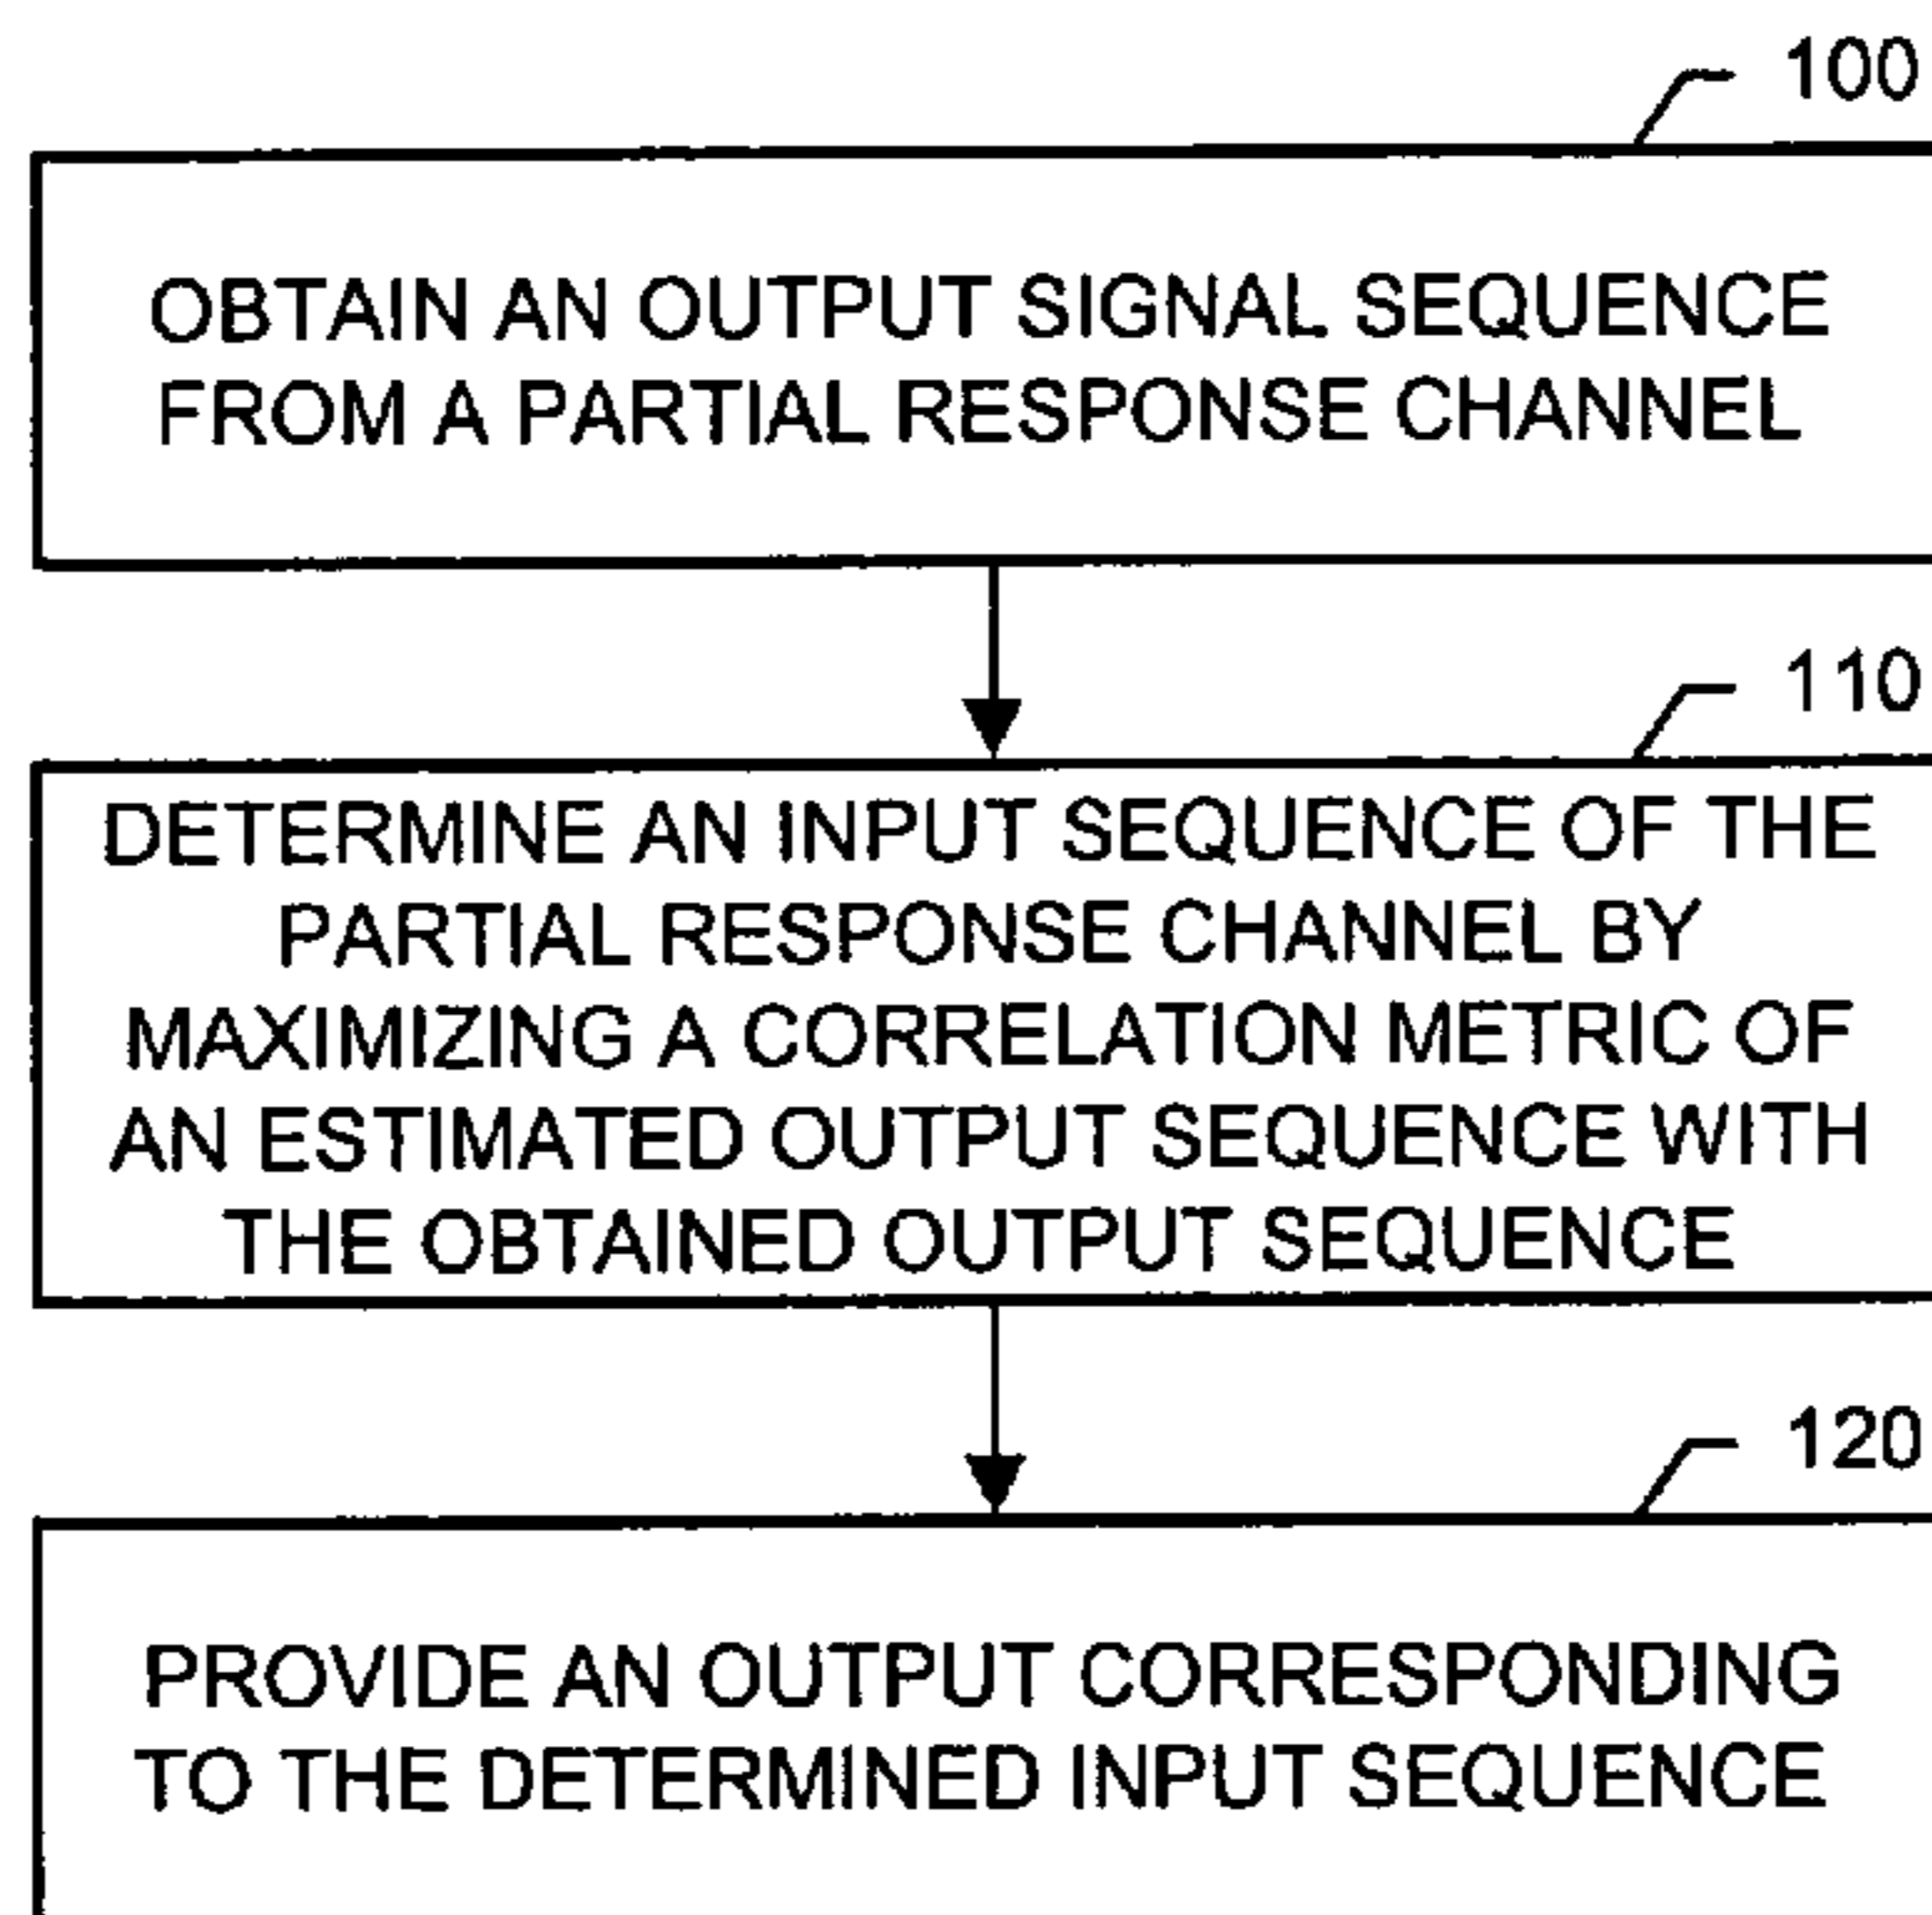 100
OBTAIN AN OUTPUT SIGNAL SEQUENCE
FROM A PARTIAL RESPONSE CHANNEL
110
DETERMINE AN INPUT SEQUENCE OF THE
PARTIAL RESPONSE CHANNEL BY
MAXIMIZING A CORRELATION METRIC OF
AN ESTIMATED OUTPUT SEQUENCE WITH
THE OBTAINED OUTPUT SEQUENCE
120
PROVIDE AN OUTPUT CORRESPONDING
TO THE DETERMINED INPUT SEQUENCE